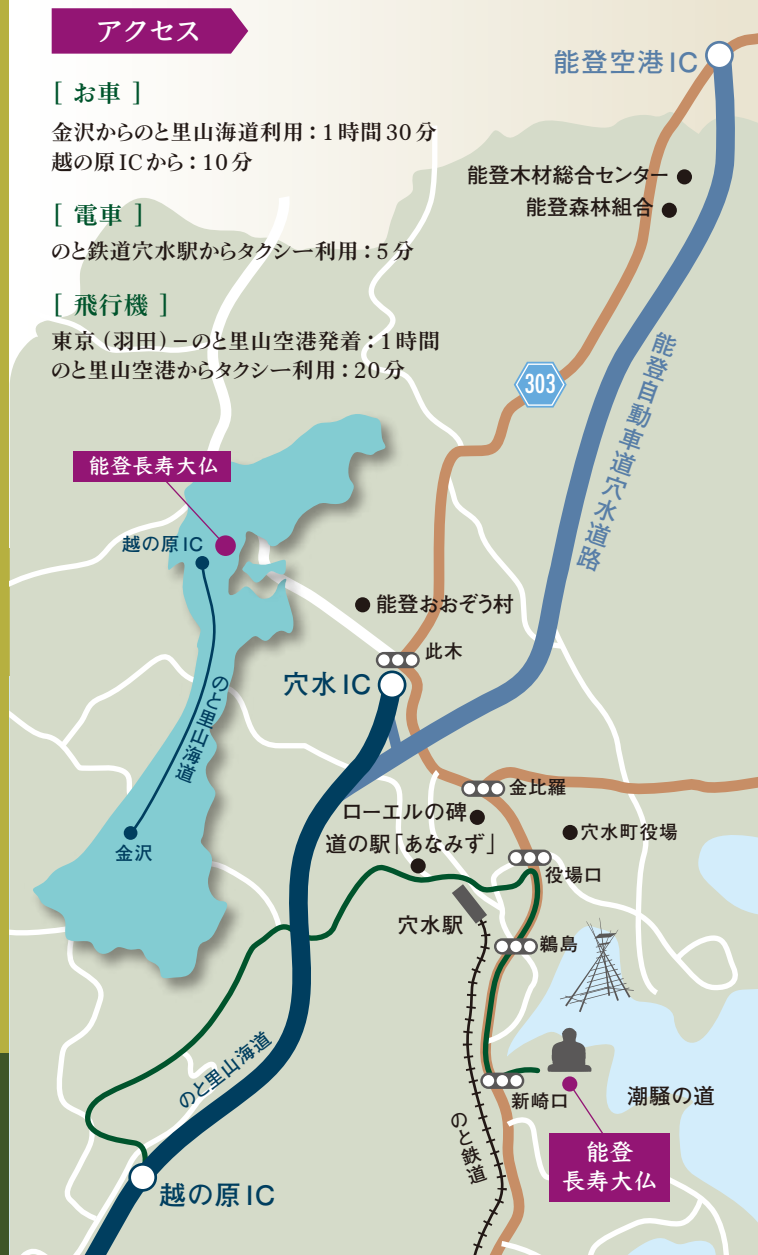 アクセス
［ お車 ］
金沢からのと里山海道利用：1時間30分
越の原ICから：10分
［ 電車 ］
のと鉄道穴水駅からタクシー利用：5分
［ 飛行機 ］
東京（羽田）−のと里山空港発着：1時間
のと里山空港からタクシー利用：20分
能登空港IC
能登木材総合センター
能登森林組合
303
能登自動車道穴水道路
能登長寿大仏
越の原IC
のと里山海道
金沢
能登おおぞう村
此木
穴水IC
金比羅
ローエルの碑
穴水町役場
道の駅「あなみず」
役場口
穴水駅
鵜島
のと里山海道
新崎口
潮騒の道
のと鉄道
能登
長寿大仏
越の原IC